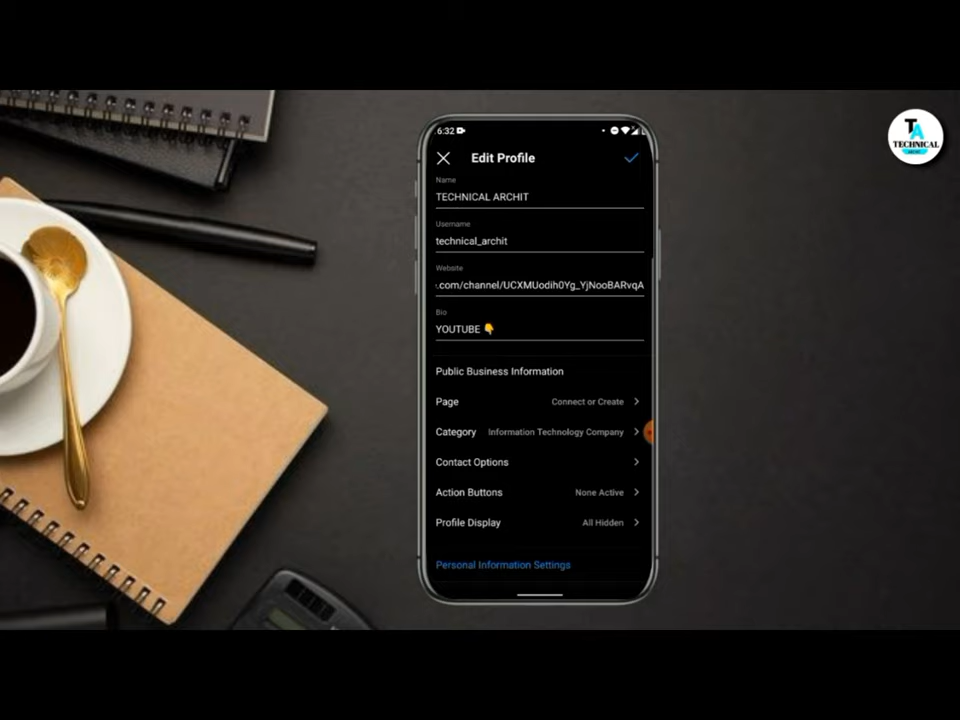 6:32
Edit Profile
Name
TECHNICAL ARCHIT
Username
technical_archit
Website
.com/channel/UCXMUodih0Yg_YjNooBARvqA
Bio
YOUTUBE 👇
Public Business Information
Page Connect or Create
Category Information Technology Company
Contact Options
Action Buttons None Active
Profile Display All Hidden
Personal Information Settings
TA
TECHNICAL